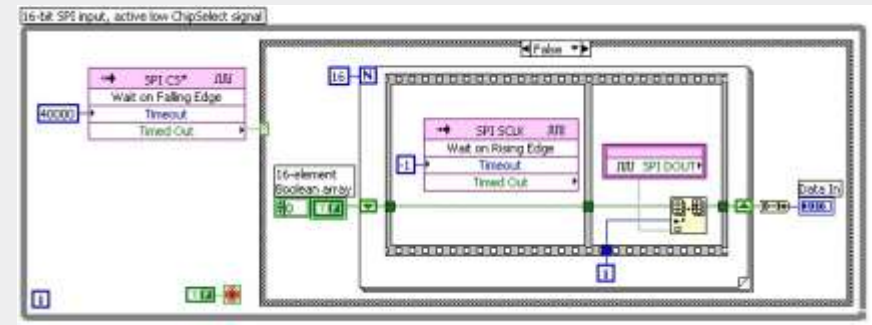 16-bit SPI input, active low ChipSelect signal
False
SPI CS*
Wait on Falling Edge
40000
Timeout
Timed Out
16
N
SPI SCLK
Wait on Rising Edge
-1
Timeout
Timed Out
SPI DOUT
16-element
Boolean array
0
Data In
i
i